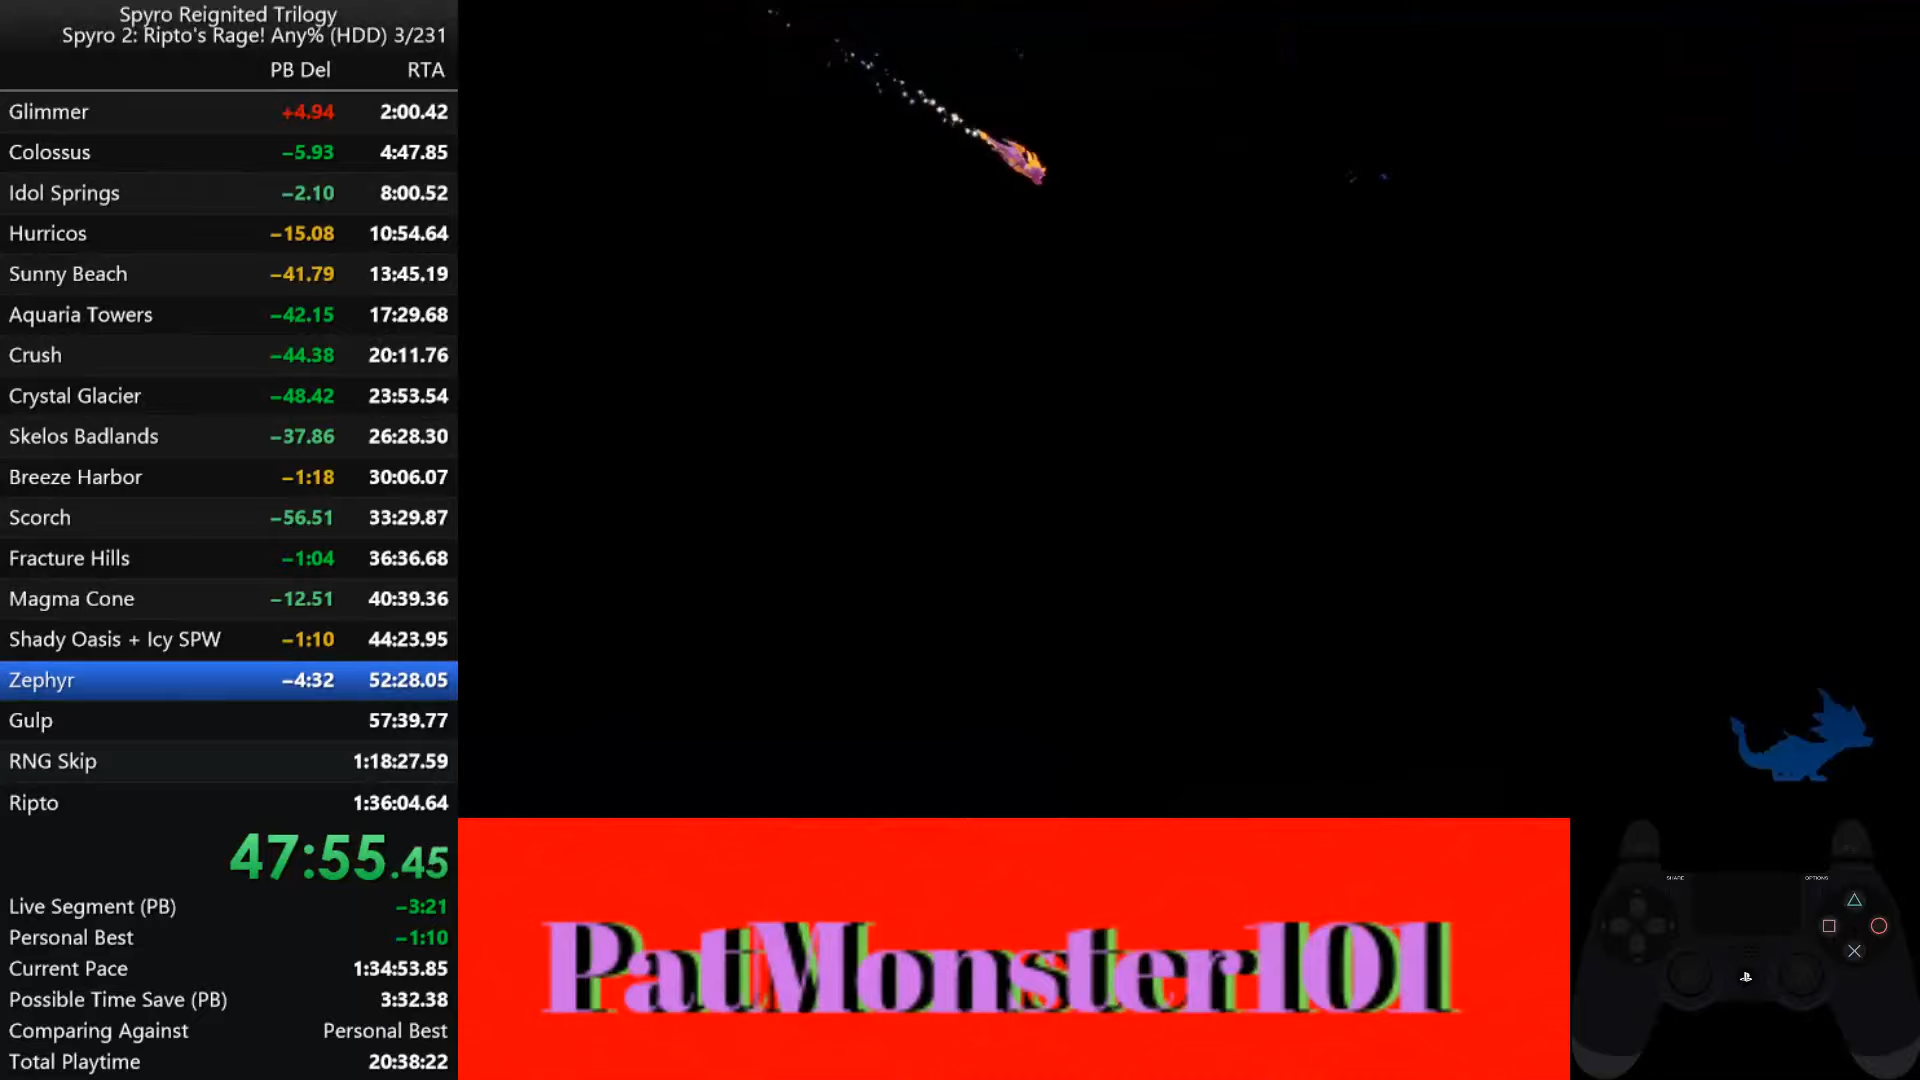 Spyro Reignited Trilogy
Spyro 2: Ripto's Rage! Any% (HDD) 3/231
PB Del RTA
Glimmer +4.94 2:00.42
Colossus −5.93 4:47.85
Idol Springs −2.10 8:00.52
Hurricos −15.08 10:54.64
Sunny Beach −41.79 13:45.19
Aquaria Towers −42.15 17:29.68
Crush −44.38 20:11.76
Crystal Glacier −48.42 23:53.54
Skelos Badlands −37.86 26:28.30
Breeze Harbor −1:18 30:06.07
Scorch −56.51 33:29.87
Fracture Hills −1:04 36:36.68
Magma Cone −12.51 40:39.36
Shady Oasis + Icy SPW −1:10 44:23.95
Zephyr −4:32 52:28.05
Gulp 57:39.77
RNG Skip 1:18:27.59
Ripto 1:36:04.64
47:55.45
Live Segment (PB) −3:21
Personal Best −1:10
Current Pace 1:34:53.85
Possible Time Save (PB) 3:32.38
Comparing Against Personal Best
Total Playtime 20:38:22
PatMonster101
SHARE OPTIONS